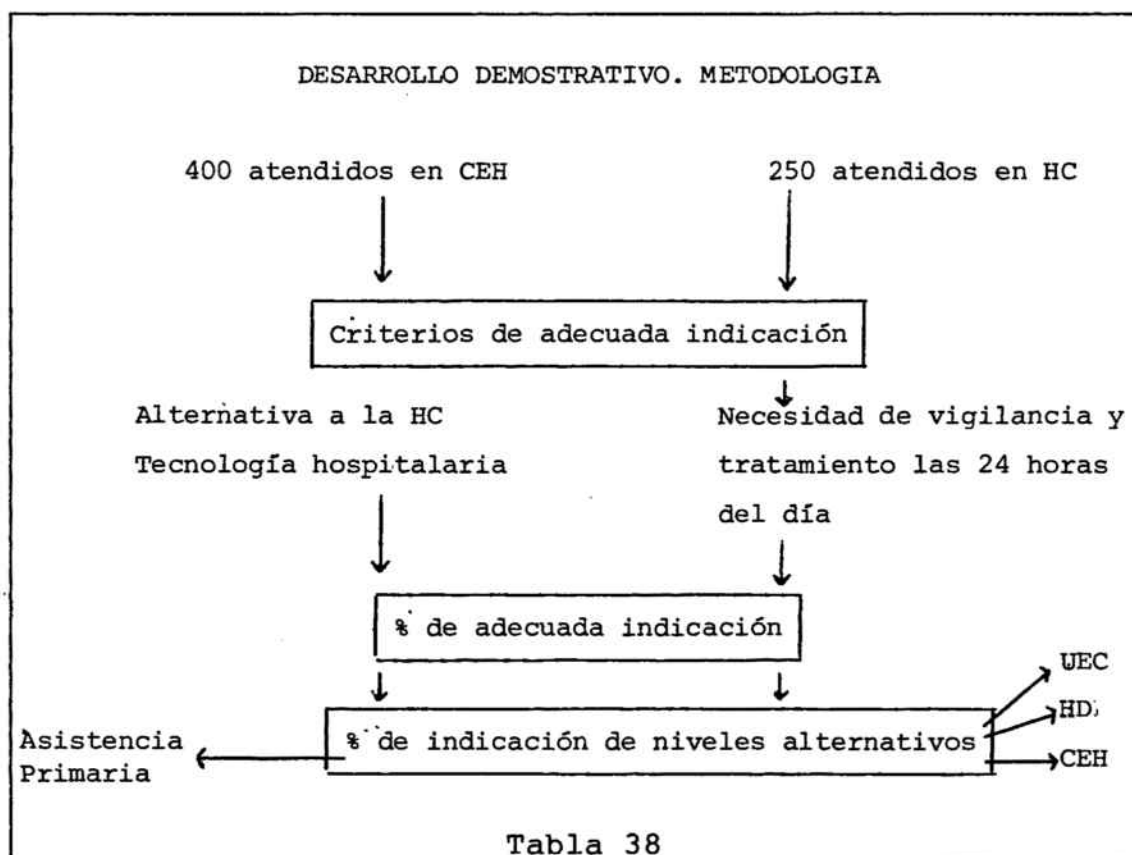 DESARROLLO DEMOSTRATIVO. METODOLOGIA
400 atendidos en CEH
250 atendidos en HC
Criterios de adecuada indicación
Alternativa a la HC
Tecnología hospitalaria
Necesidad de vigilancia y
tratamiento las 24 horas
del día
% de adecuada indicación
% de indicación de niveles alternativos
UEC
HD
CEH
Asistencia
Primaria
Tabla 38